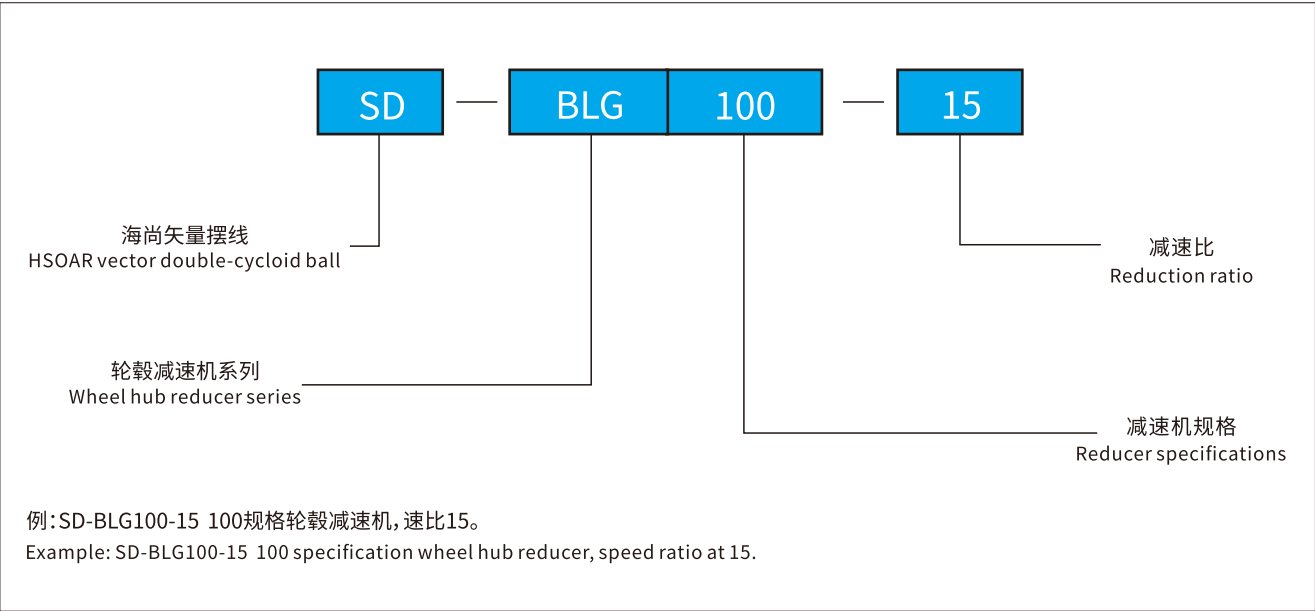 SD — BLG 100 — 15
海尚矢量摆线
HSOAR vector double-cycloid ball
减速比
Reduction ratio
轮毂减速机系列
Wheel hub reducer series
减速机规格
Reducer specifications
例：SD-BLG100-15 100规格轮毂减速机，速比15。
Example: SD-BLG100-15 100 specification wheel hub reducer, speed ratio at 15.